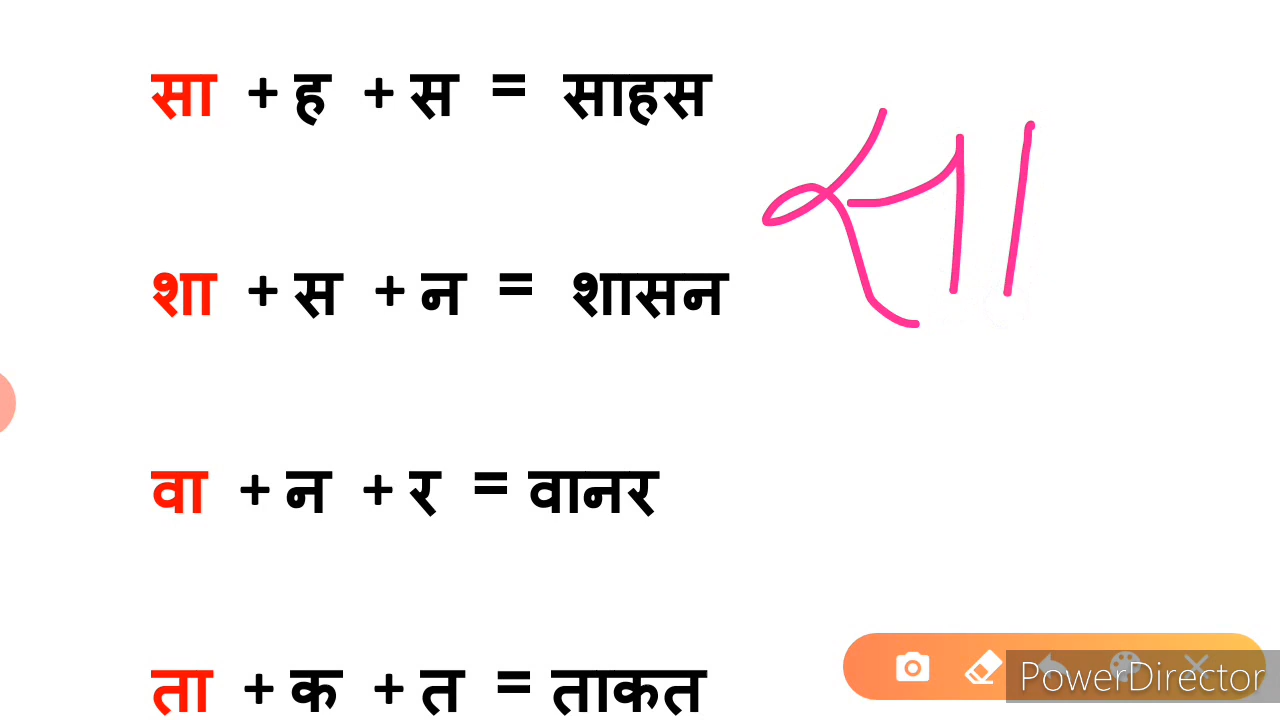 सा + ह + स = साहस
सा
शा + स + न = शासन
वा + न + र = वानर
ता + क + त = ताकत
PowerDirector